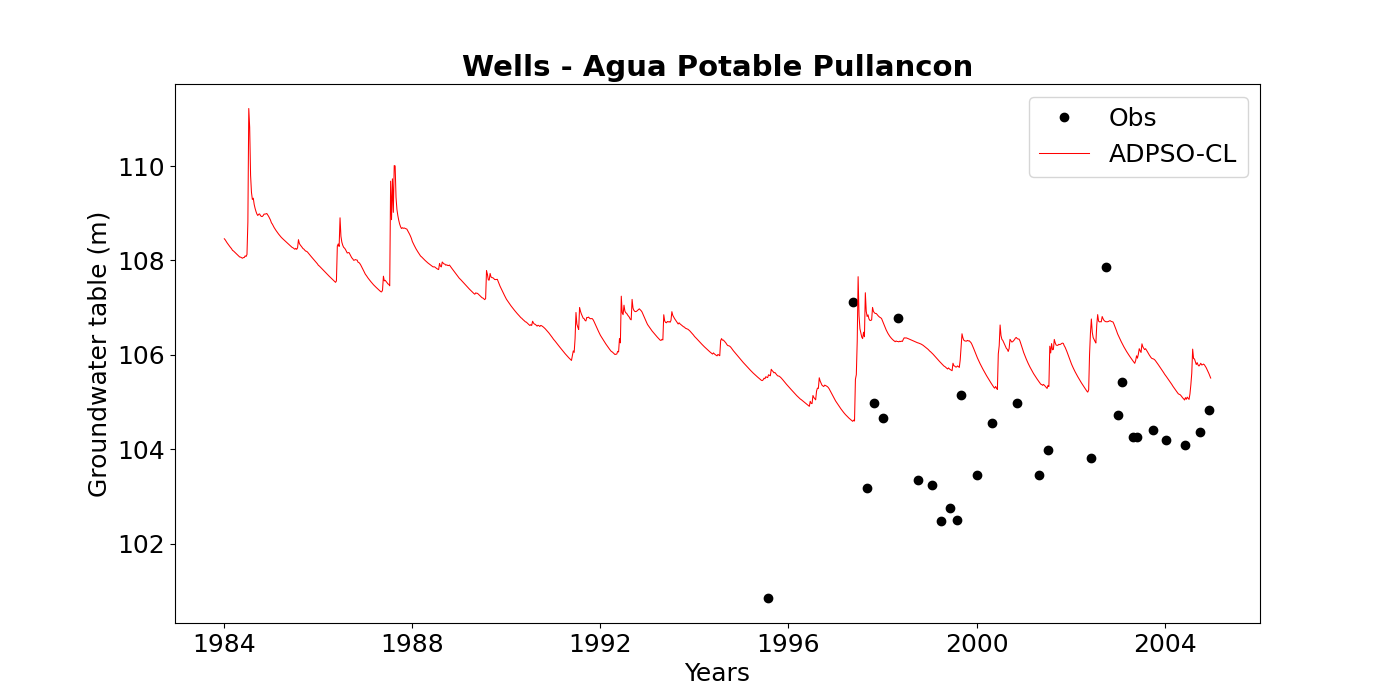 Wells - Agua Potable Pullancon
Obs
ADPSO-CL
Groundwater table (m)
110
108
106
104
102
1984 1988 1992 1996 2000 2004
Years